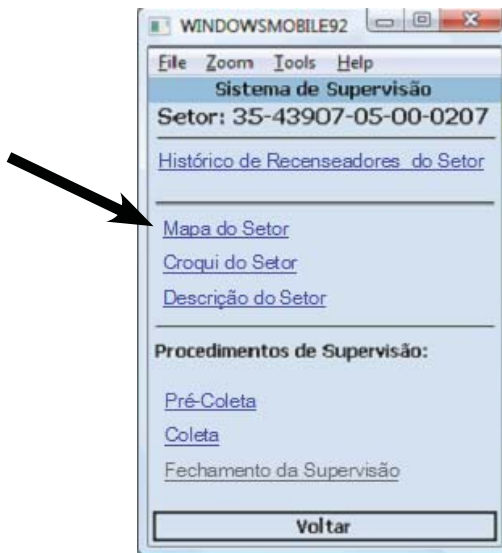 WINDOWSMOBILE92
File Zoom Tools Help
Sistema de Supervisão
Setor: 35-43907-05-00-0207
Histórico de Recenseadores do Setor
Mapa do Setor
Croqui do Setor
Descrição do Setor
Procedimentos de Supervisão:
Pré-Coleta
Coleta
Fechamento da Supervisão
Voltar